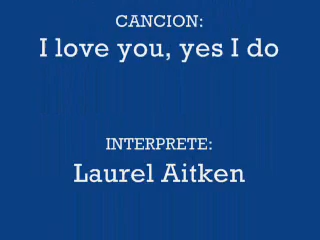 CANCION:
I love you, yes I do
INTERPRETE:
Laurel Aitken